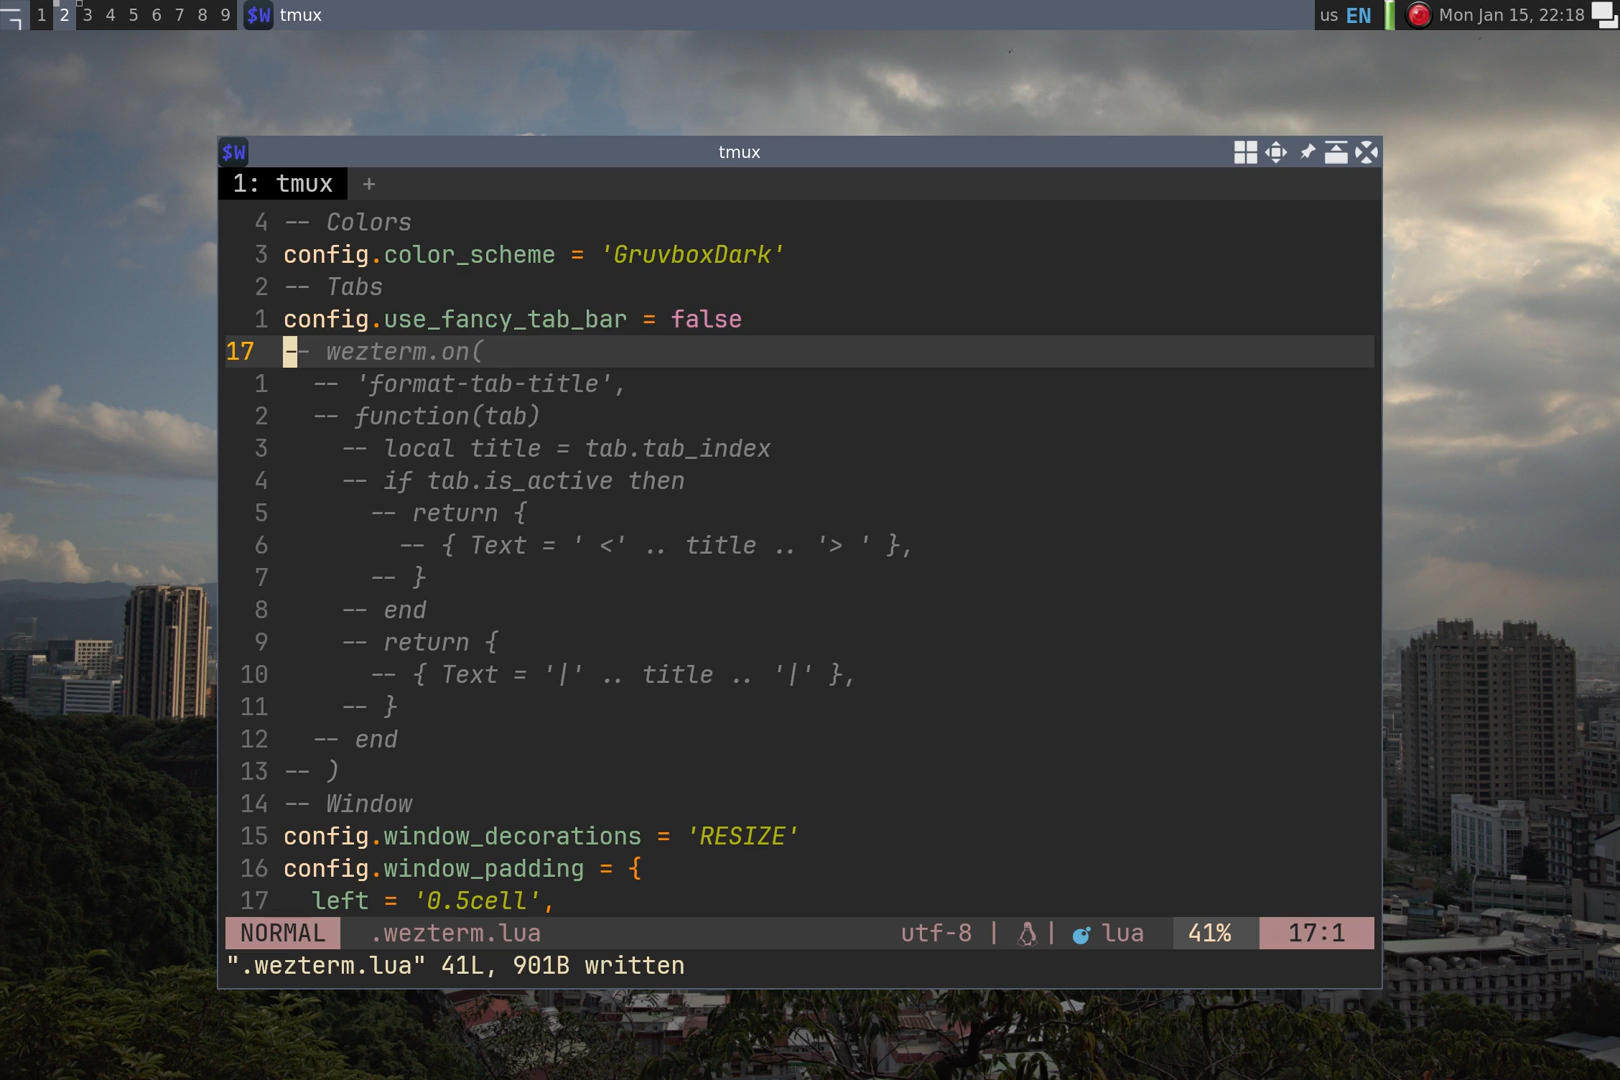 1 2 3 4 5 6 7 8 9 $W tmux us EN Mon Jan 15, 22:18
$W tmux
1: tmux +
4 -- Colors
3 config.color_scheme = 'GruvboxDark'
2 -- Tabs
1 config.use_fancy_tab_bar = false
17 -- wezterm.on(
1 -- 'format-tab-title',
2 -- function(tab)
3 -- local title = tab.tab_index
4 -- if tab.is_active then
5 -- return {
6 -- { Text = ' <' .. title .. '> ' },
7 -- }
8 -- end
9 -- return {
10 -- { Text = '|' .. title .. '|' },
11 -- }
12 -- end
13 -- )
14 -- Window
15 config.window_decorations = 'RESIZE'
16 config.window_padding = {
17 left = '0.5cell',
NORMAL .wezterm.lua utf-8 | | lua 41% 17:1
".wezterm.lua" 41L, 901B written